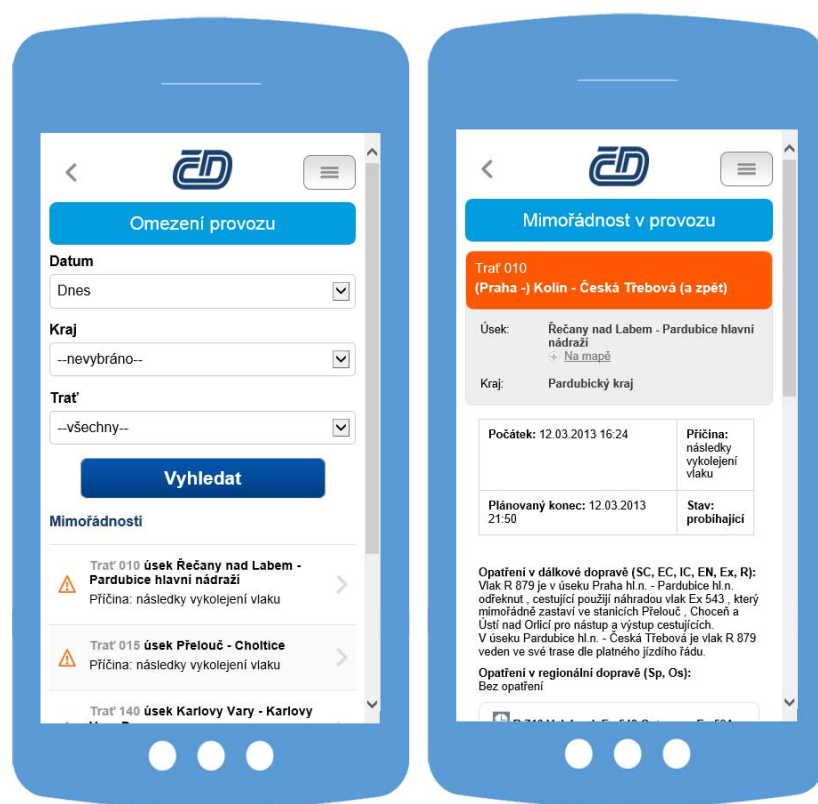 ČD
Omezení provozu
Datum
Dnes
Kraj
--nevybráno--
Trať
--všechny--
Vyhledat
Mimořádnosti
Trať 010 úsek Řečany nad Labem -
Pardubice hlavní nádraží
Příčina: následky vykolejení vlaku
Trať 015 úsek Přelouč - Choltice
Příčina: následky vykolejení vlaku
Trať 140 úsek Karlovy Vary - Karlovy
ČD
Mimořádnost v provozu
Trať 010
(Praha -) Kolín - Česká Třebová (a zpět)
Úsek: Řečany nad Labem - Pardubice hlavní
nádraží
Na mapě
Kraj: Pardubický kraj
Počátek: 12.03.2013 16:24
Příčina:
následky
vykolejení
vlaku
Plánovaný konec: 12.03.2013
21:50
Stav:
probíhající
Opatření v dálkové dopravě (SC, EC, IC, EN, Ex, R):
Vlak R 879 je v úseku Praha hl.n. - Pardubice hl.n.
odřeknut , cestující použijí náhradou vlak Ex 543 , který
mimořádně zastaví ve stanicích Přelouč , Choceň a
Ústí nad Orlicí pro nástup a výstup cestujících.
V úseku Pardubice hl.n. - Česká Třebová je vlak R 879
veden ve své trase dle platného jízdního řádu.
Opatření v regionální dopravě (Sp, Os):
Bez opatření